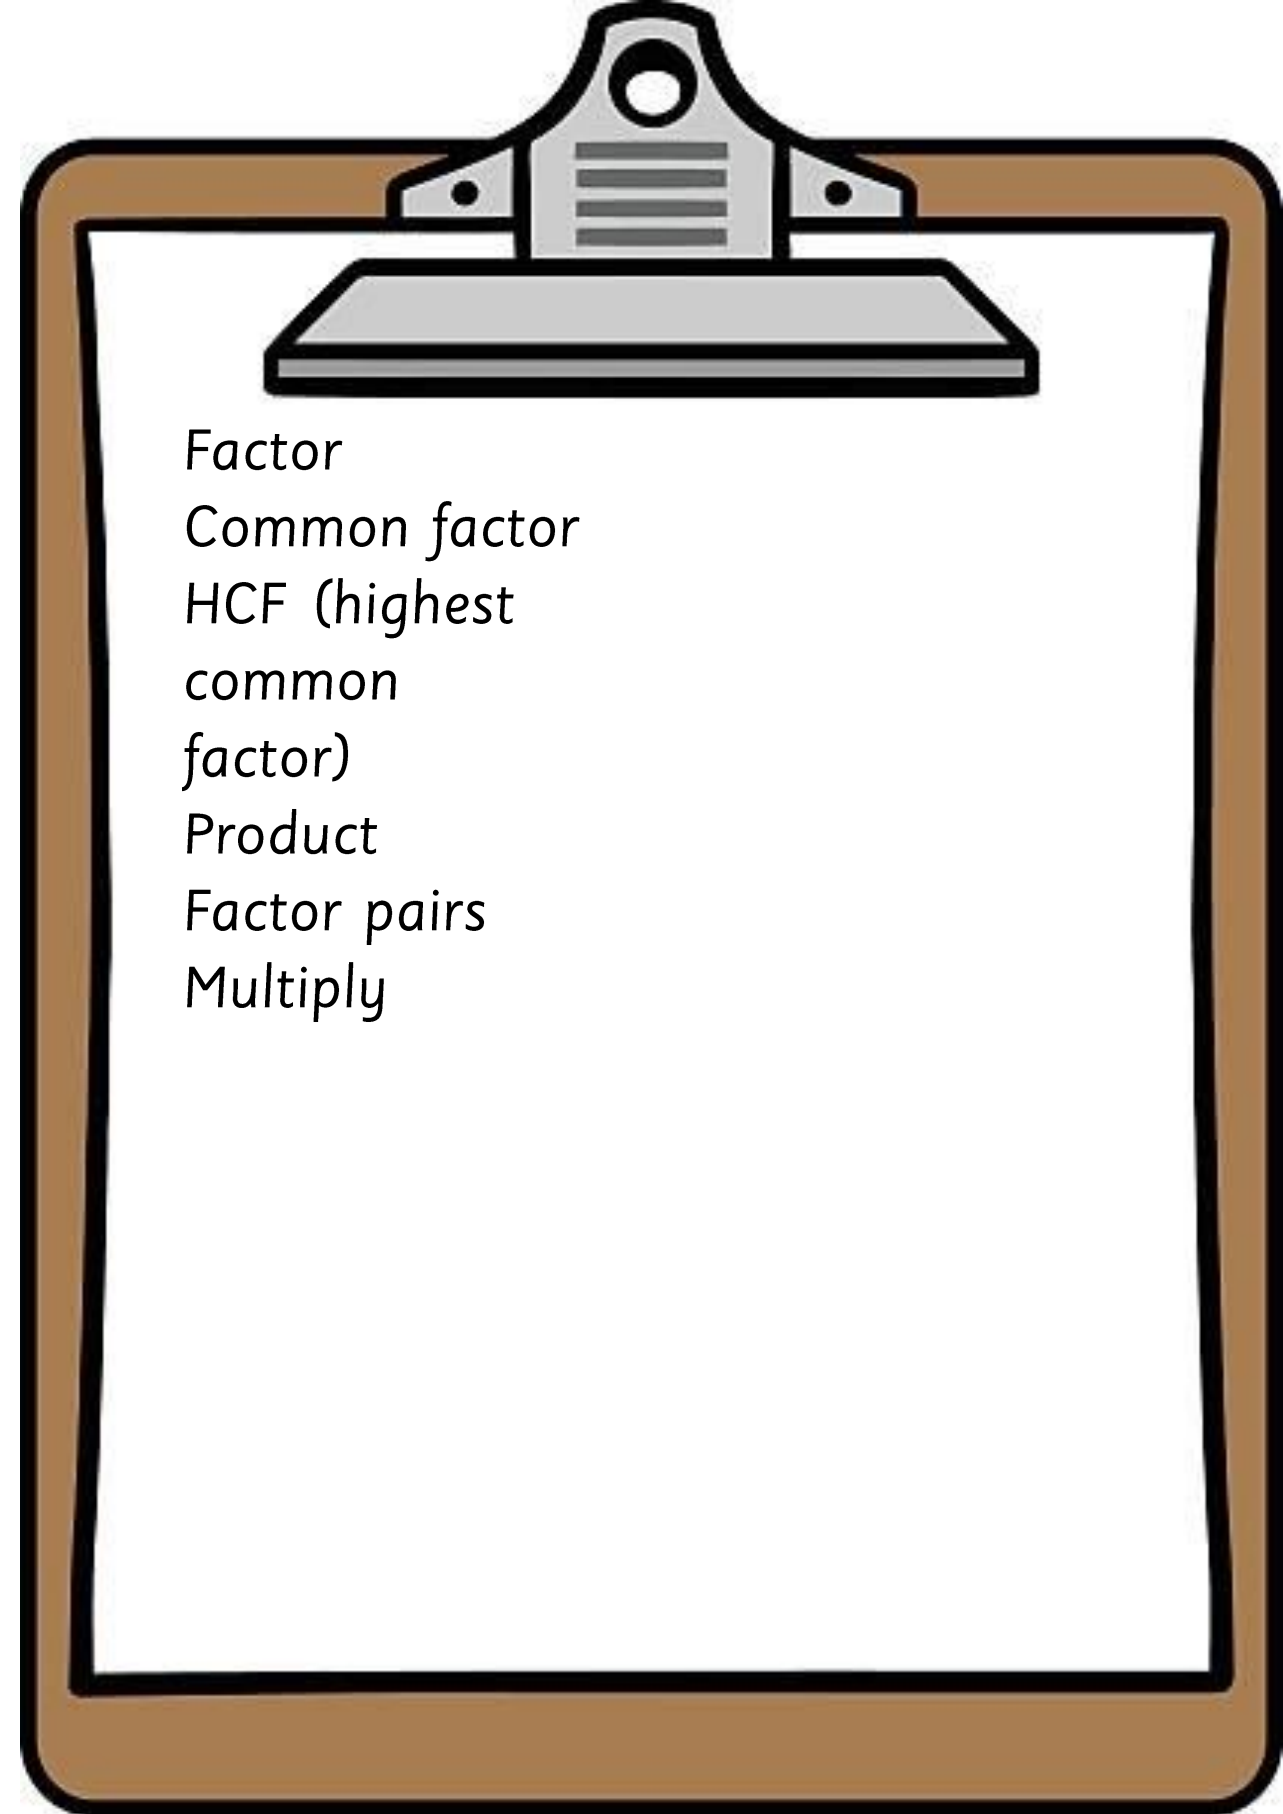 Factor
Common factor
HCF (highest
common
factor)
Product
Factor pairs
Multiply